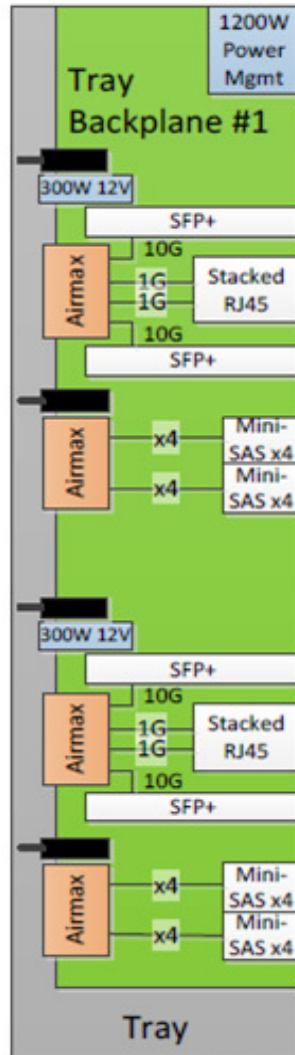 1200W
Power
Mgmt
Tray
Backplane #1
300W 12V
SFP+
10G
Airmax
1G
1G
Stacked
RJ45
10G
SFP+
Airmax
x4
Mini-
SAS x4
x4
Mini-
SAS x4
300W 12V
SFP+
10G
Airmax
1G
1G
Stacked
RJ45
10G
SFP+
Airmax
x4
Mini-
SAS x4
x4
Mini-
SAS x4
Tray